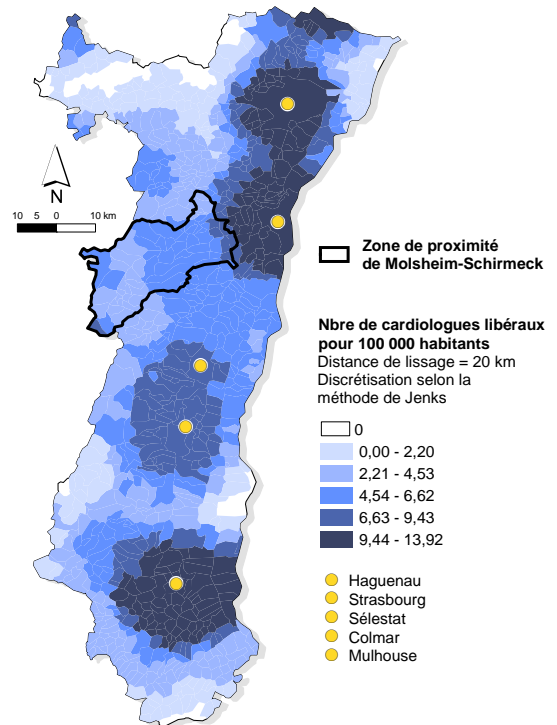 N
10 5 0 10 km
Zone de proximité
de Molsheim-Schirmeck
Nbre de cardiologues libéraux
pour 100 000 habitants
Distance de lissage = 20 km
Discrétisation selon la
méthode de Jenks
0
0,00 - 2,20
2,21 - 4,53
4,54 - 6,62
6,63 - 9,43
9,44 - 13,92
Haguenau
Strasbourg
Sélestat
Colmar
Mulhouse